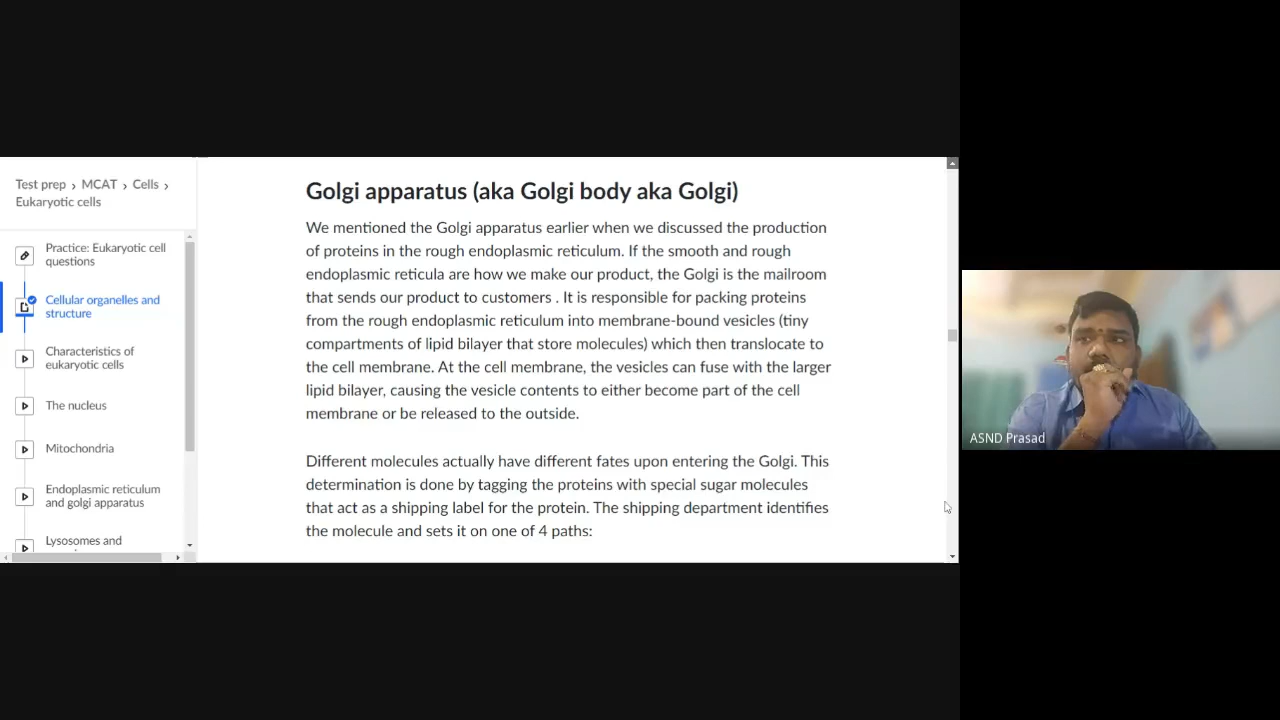 Test prep › MCAT › Cells ›
Eukaryotic cells
Practice: Eukaryotic cell
questions
Cellular organelles and
structure
Characteristics of
eukaryotic cells
The nucleus
Mitochondria
Endoplasmic reticulum
and golgi apparatus
Lysosomes and
Golgi apparatus (aka Golgi body aka Golgi)
We mentioned the Golgi apparatus earlier when we discussed the production
of proteins in the rough endoplasmic reticulum. If the smooth and rough
endoplasmic reticula are how we make our product, the Golgi is the mailroom
that sends our product to customers . It is responsible for packing proteins
from the rough endoplasmic reticulum into membrane-bound vesicles (tiny
compartments of lipid bilayer that store molecules) which then translocate to
the cell membrane. At the cell membrane, the vesicles can fuse with the larger
lipid bilayer, causing the vesicle contents to either become part of the cell
membrane or be released to the outside.
Different molecules actually have different fates upon entering the Golgi. This
determination is done by tagging the proteins with special sugar molecules
that act as a shipping label for the protein. The shipping department identifies
the molecule and sets it on one of 4 paths:
ASND Prasad